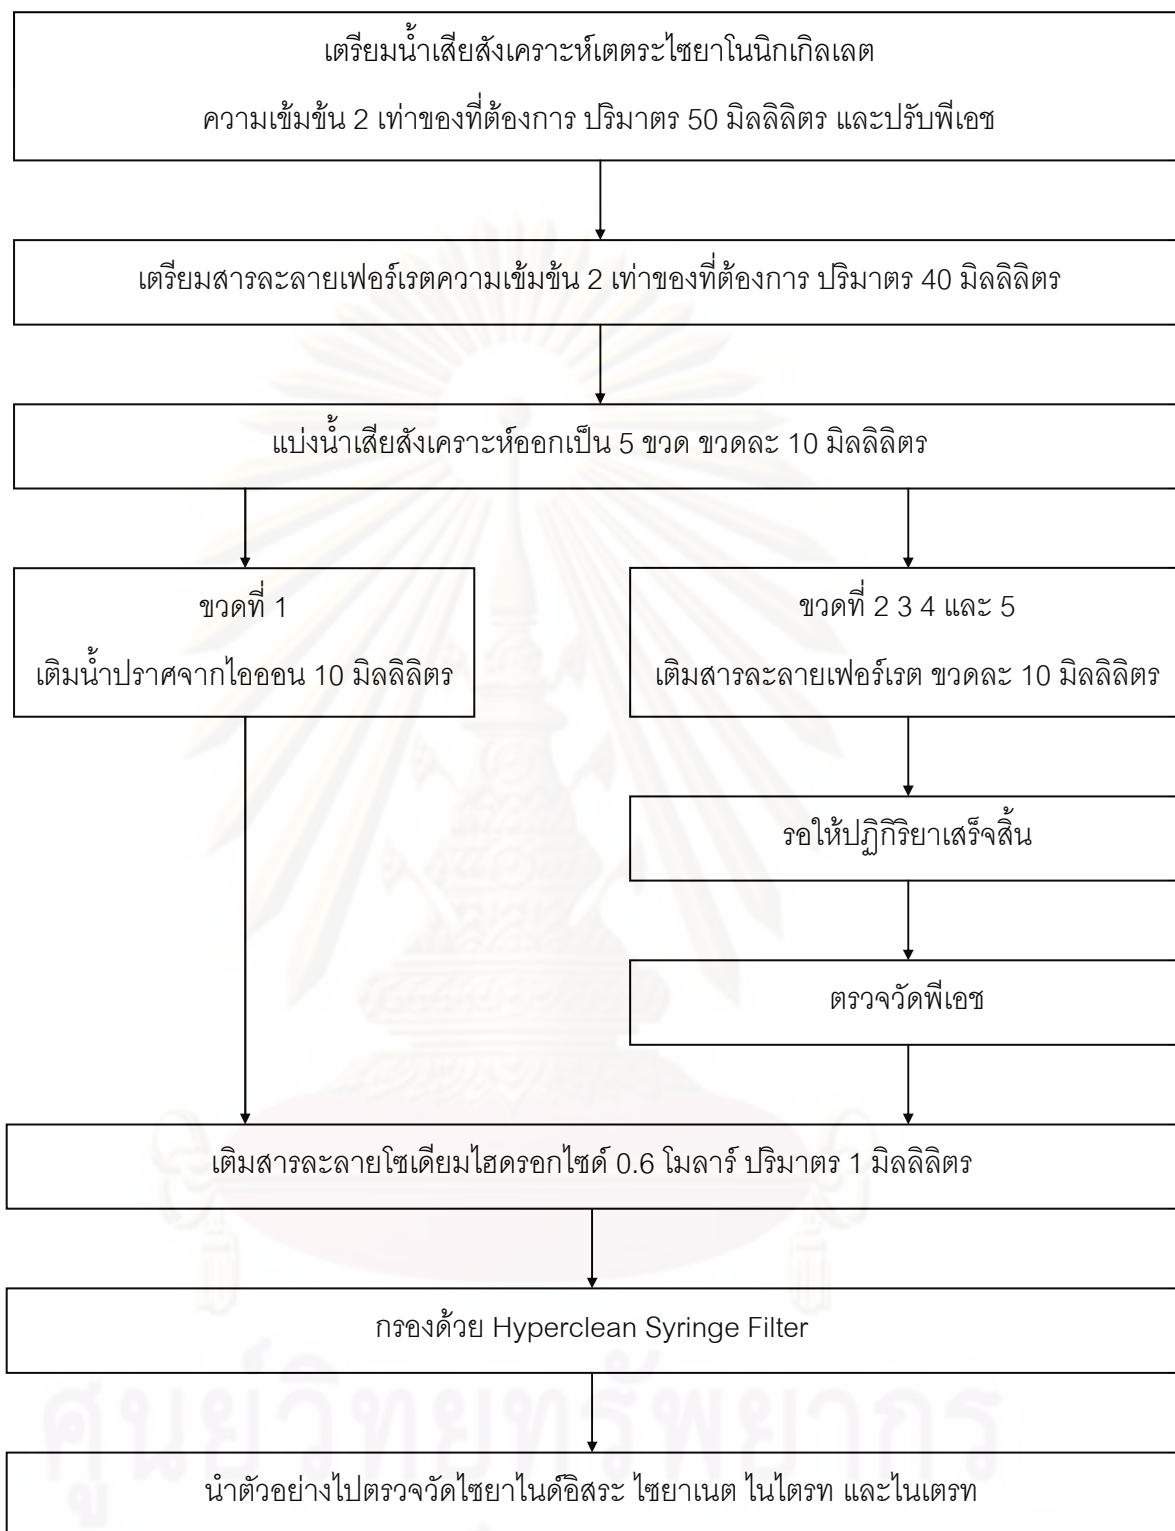 เตรียมน้ำเสียสังเคราะห์เตตระไซยาโนนิกเกิลเลต
ความเข้มข้น 2 เท่าของที่ต้องการ ปริมาตร 50 มิลลิลิตร และปรับพีเอช
เตรียมสารละลายเฟอร์เรตความเข้มข้น 2 เท่าของที่ต้องการ ปริมาตร 40 มิลลิลิตร
แบ่งน้ำเสียสังเคราะห์ออกเป็น 5 ขวด ขวดละ 10 มิลลิลิตร
ขวดที่ 1
เติมน้ำปราศจากไอออน 10 มิลลิลิตร
ขวดที่ 2 3 4 และ 5
เติมสารละลายเฟอร์เรต ขวดละ 10 มิลลิลิตร
รอให้ปฏิกิริยาเสร็จสิ้น
ตรวจวัดพีเอช
เติมสารละลายโซเดียมไฮดรอกไซด์ 0.6 โมลาร์ ปริมาตร 1 มิลลิลิตร
กรองด้วย Hyperclean Syringe Filter
นำตัวอย่างไปตรวจวัดไซยาไนด์อิสระ ไซยาเนต ไนไตรท และไนเตรท
ศูนย์วิทยทรัพยากร